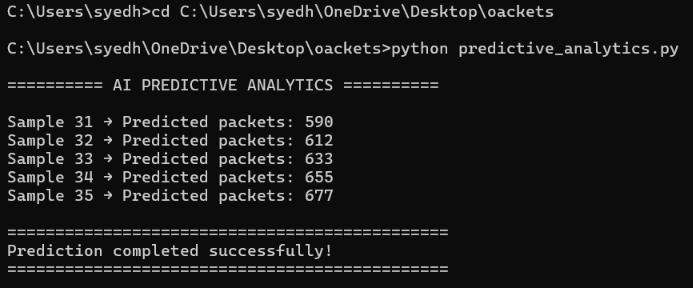 C:\Users\syedh>cd C:\Users\syedh\OneDrive\Desktop\oackets
C:\Users\syedh\OneDrive\Desktop\oackets>python predictive_analytics.py
========== AI PREDICTIVE ANALYTICS ==========
Sample 31 → Predicted packets: 590
Sample 32 → Predicted packets: 612
Sample 33 → Predicted packets: 633
Sample 34 → Predicted packets: 655
Sample 35 → Predicted packets: 677
==============================================
Prediction completed successfully!
==============================================